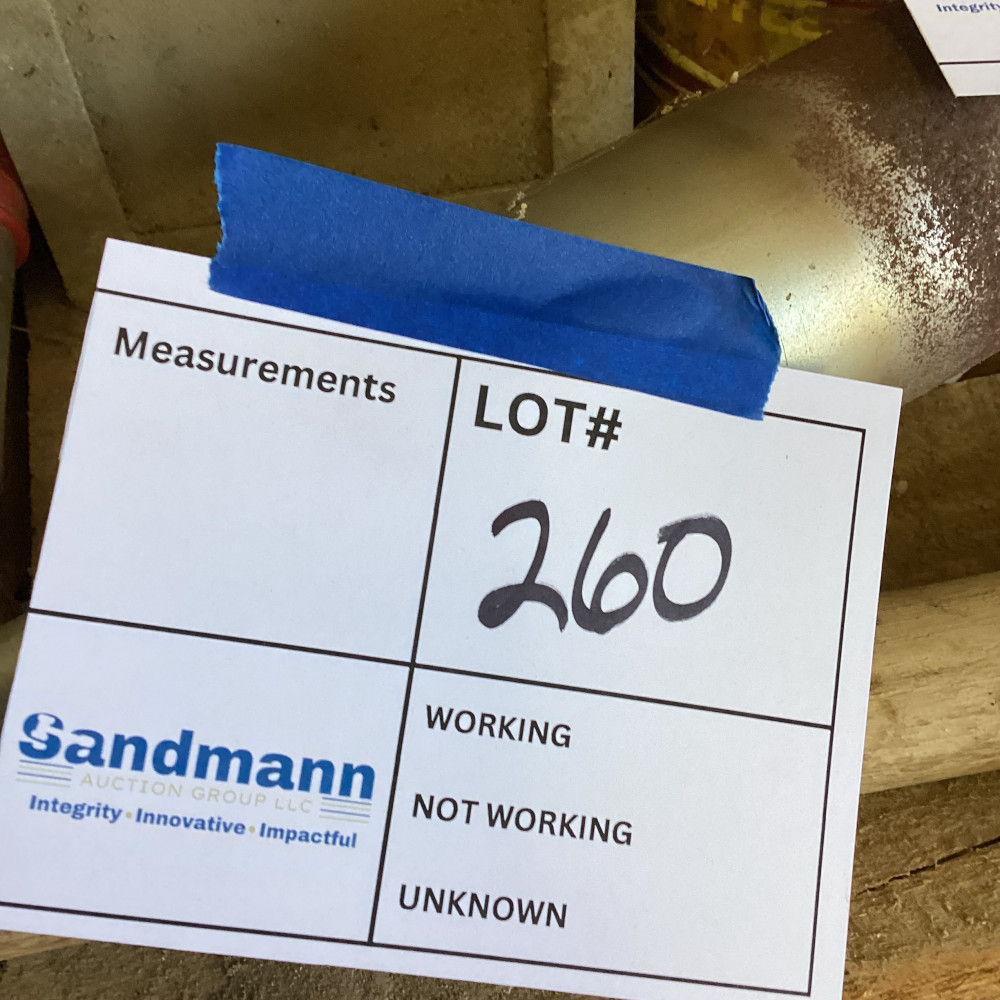 Integrity
Measurements
LOT#
260
Sandmann
AUCTION GROUP LLC
Integrity • Innovative • Impactful
WORKING
NOT WORKING
UNKNOWN